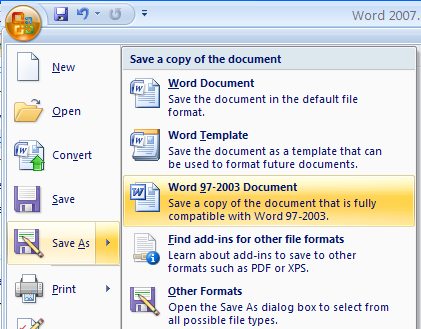 Word 2007.
New
Open
Convert
Save
Save As
Print
Save a copy of the document
Word Document
Save the document in the default file
format.
Word Template
Save the document as a template that can
be used to format future documents.
Word 97-2003 Document
Save a copy of the document that is fully
compatible with Word 97-2003.
Find add-ins for other file formats
Learn about add-ins to save to other
formats such as PDF or XPS.
Other Formats
Open the Save As dialog box to select from
all possible file types.